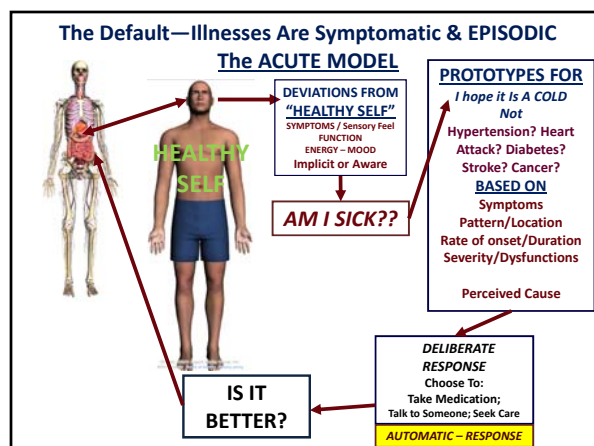 The Default—Illnesses Are Symptomatic & EPISODIC
The ACUTE MODEL
HEALTHY
SELF
DEVIATIONS FROM
“HEALTHY SELF”
SYMPTOMS / Sensory Feel
FUNCTION
ENERGY – MOOD
Implicit or Aware
AM I SICK??
PROTOTYPES FOR
I hope it Is A COLD
Not
Hypertension? Heart
Attack? Diabetes?
Stroke? Cancer?
BASED ON
Symptoms
Pattern/Location
Rate of onset/Duration
Severity/Dysfunctions
Perceived Cause
DELIBERATE
RESPONSE
Choose To:
Take Medication;
Talk to Someone; Seek Care
AUTOMATIC – RESPONSE
IS IT
BETTER?